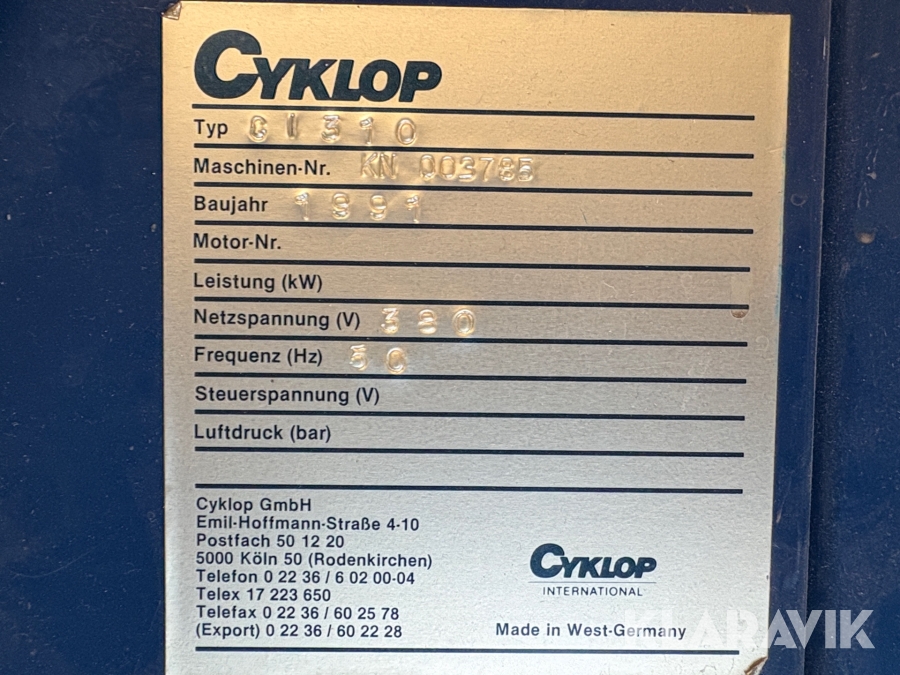 CYKLOP
Typ CI 310
Maschinen-Nr. KN 003785
Baujahr 1991
Motor-Nr.
Leistung (kW)
Netzspannung (V) 380
Frequenz (Hz) 50
Steuerspannung (V)
Luftdruck (bar)
Cyklop GmbH
Emil-Hoffmann-Straße 4-10
Postfach 50 12 20
5000 Köln 50 (Rodenkirchen)
Telefon 0 22 36 / 6 02 00-04
Telex 17 223 650
Telefax 0 22 36 / 60 25 78
(Export) 0 22 36 / 60 22 28
CYKLOP
INTERNATIONAL
Made in West-Germany
KLARAVIK